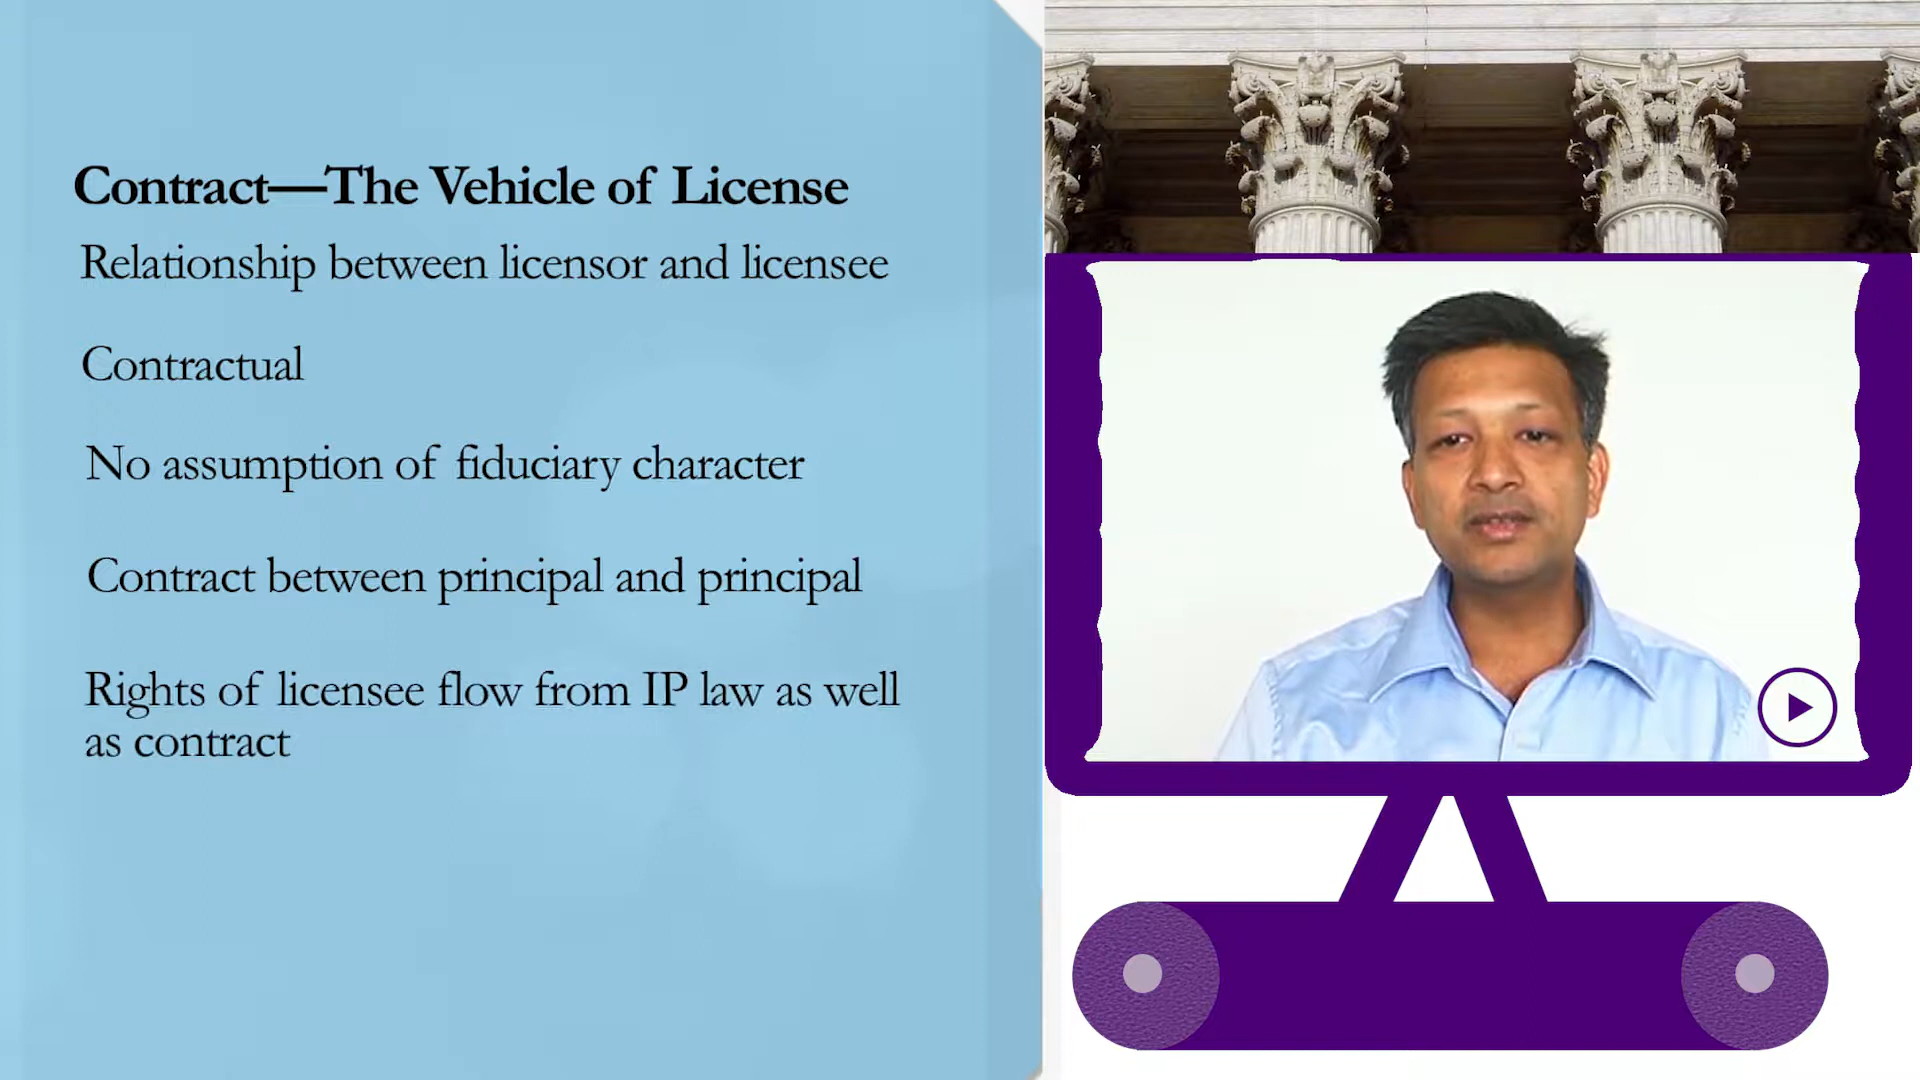 Contract—The Vehicle of License
Relationship between licensor and licensee
Contractual
No assumption of fiduciary character
Contract between principal and principal
Rights of licensee flow from IP law as well
as contract